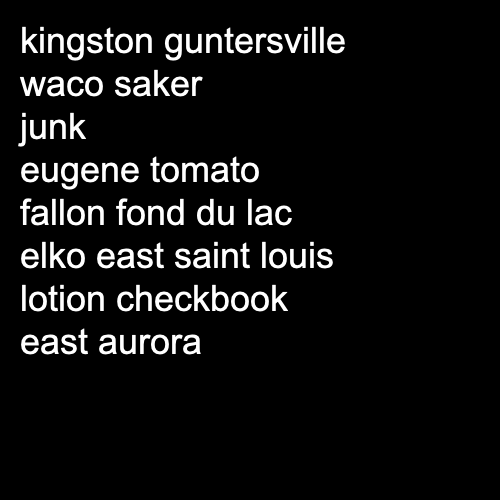 kingston guntersville
waco saker
junk
eugene tomato
fallon fond du lac
elko east saint louis
lotion checkbook
east aurora